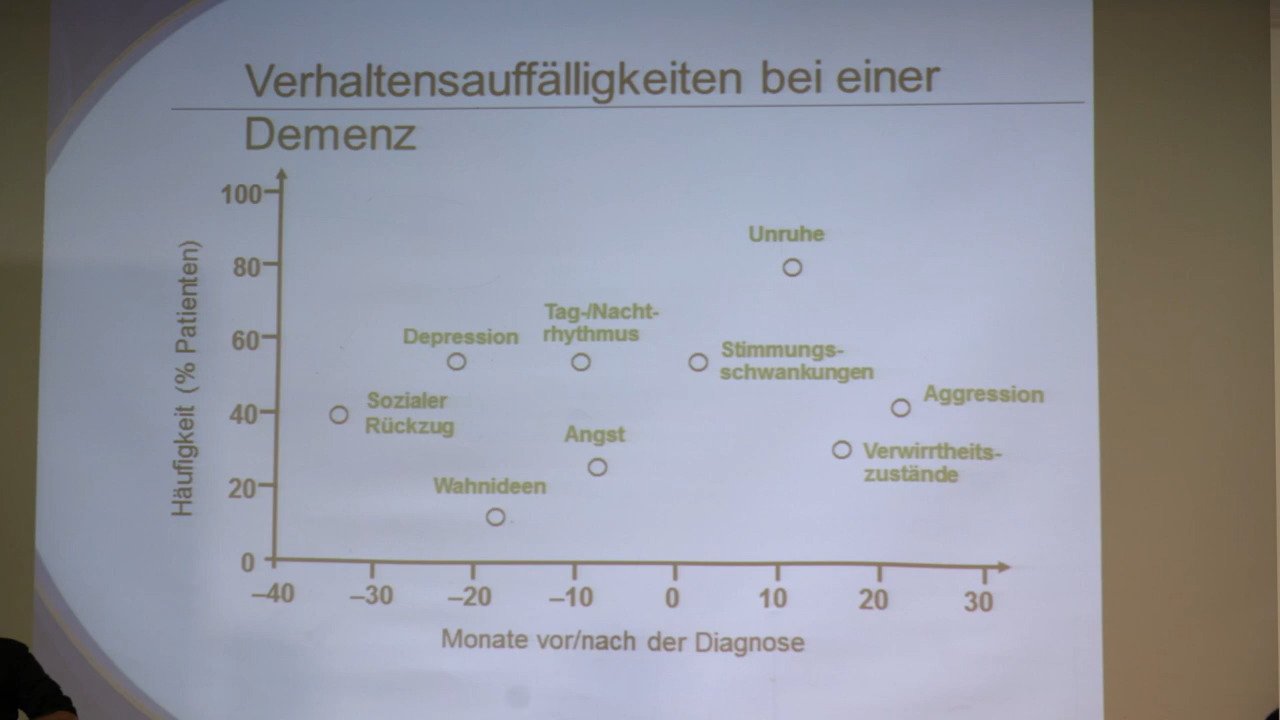 Verhaltensauffälligkeiten bei einer
Demenz
Häufigkeit (% Patienten)
100
80
60
40
20
0
Unruhe
Tag-/Nacht-
rhythmus
Depression
Stimmungs-
schwankungen
Aggression
Sozialer
Rückzug
Angst
Verwirrtheits-
zustände
Wahnideen
–40 –30 –20 –10 0 10 20 30
Monate vor/nach der Diagnose